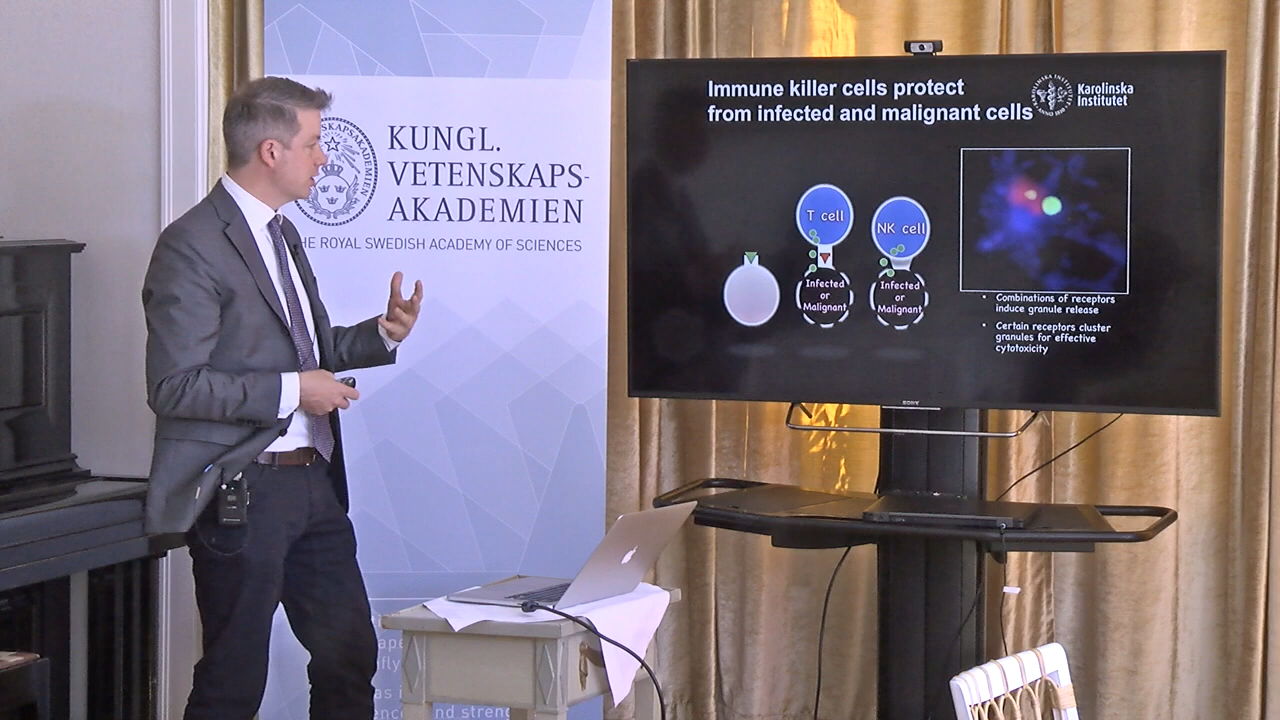 KUNGL.
VETENSKAPS-
AKADEMIEN
HE ROYAL SWEDISH ACADEMY OF SCIENCES
Immune killer cells protect
from infected and malignant cells
Karolinska
Institutet
T cell
NK cell
Infected
or
Malignant
Infected
or
Malignant
• Combinations of receptors
induce granule release
• Certain receptors cluster
granules for effective
cytotoxicity
SONY